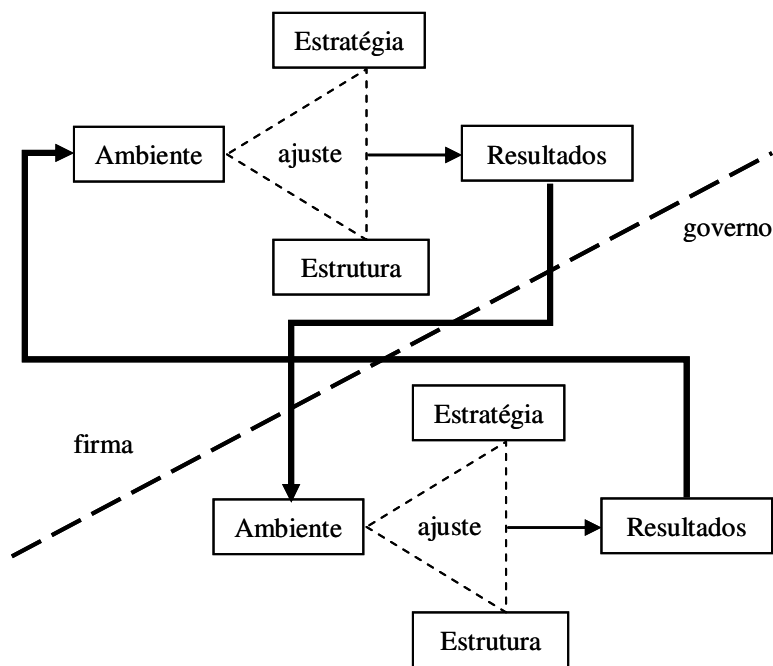 Estratégia
Ambiente
ajuste
Resultados
governo
Estrutura
firma
Estratégia
Ambiente
ajuste
Resultados
Estrutura